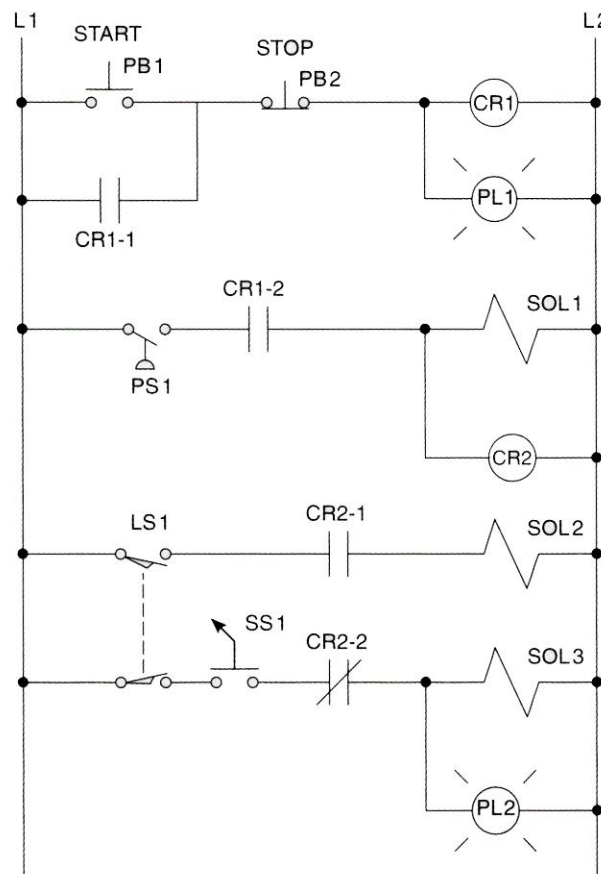 L1
L2
START
PB1
STOP
PB2
CR1
CR1-1
PL1
CR1-2
SOL1
PS1
CR2
LS1
CR2-1
SOL2
SS1
CR2-2
SOL3
PL2